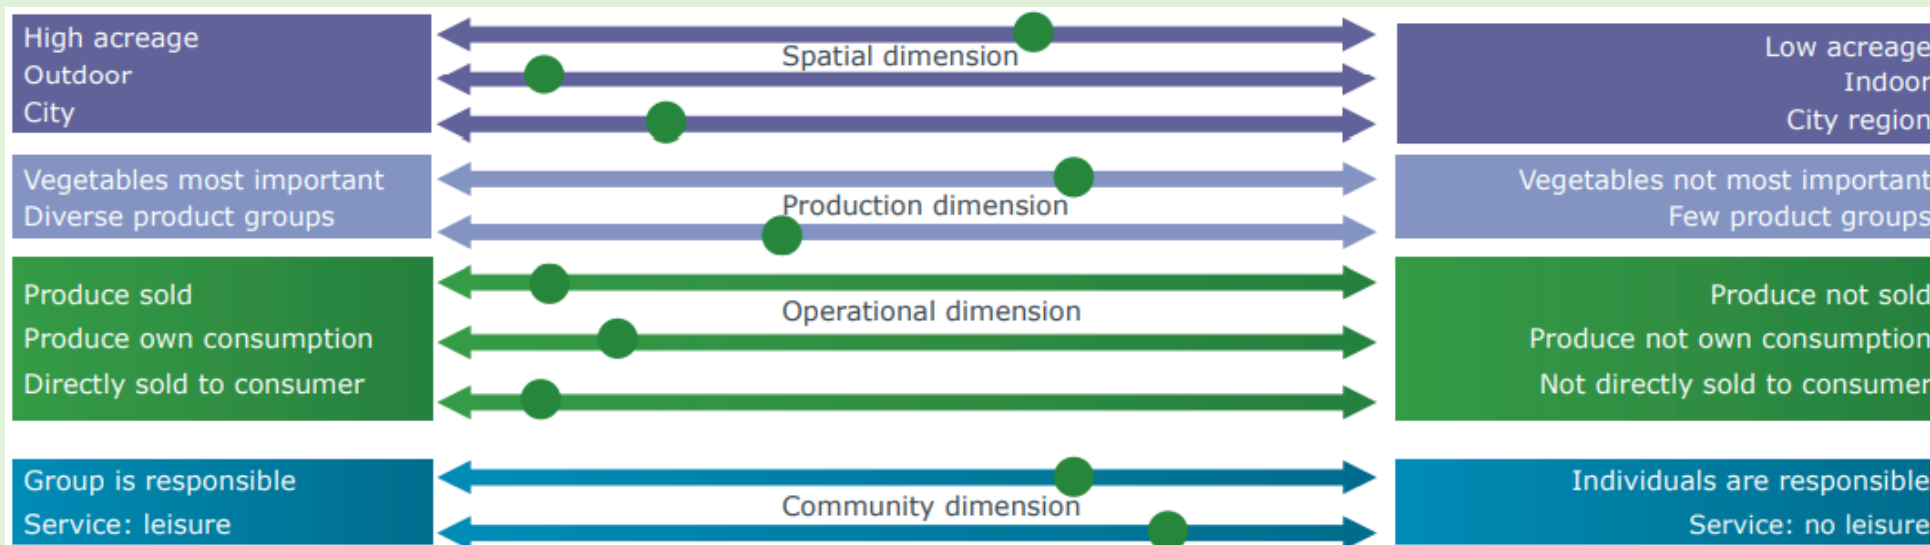 High acreage
Outdoor
City
Spatial dimension
Low acreage
Indoor
City region
Vegetables most important
Diverse product groups
Production dimension
Vegetables not most important
Few product groups
Produce sold
Produce own consumption
Directly sold to consumer
Operational dimension
Produce not sold
Produce not own consumption
Not directly sold to consumer
Group is responsible
Service: leisure
Community dimension
Individuals are responsible
Service: no leisure